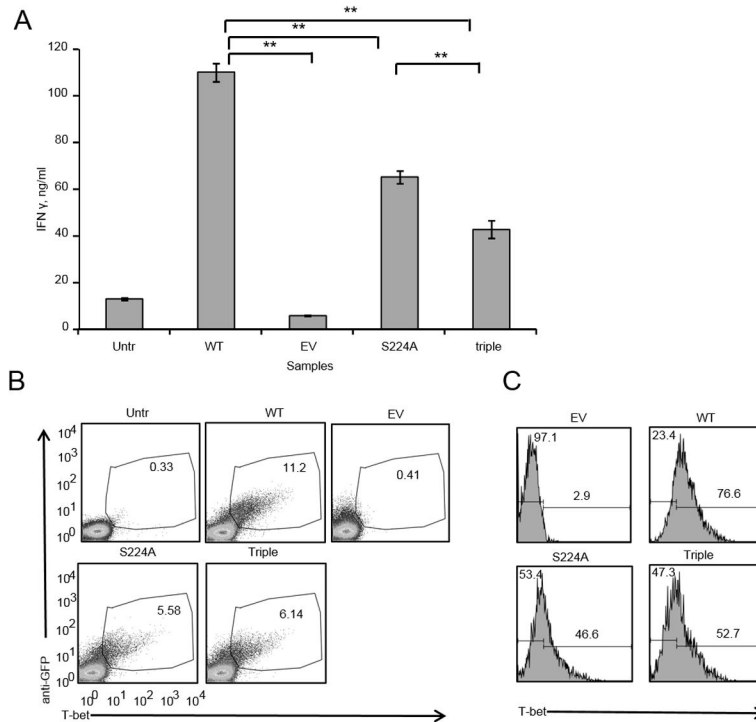 A
**
**
**
**
120
100
80
60
40
20
0
IFN γ, ng/ml
Untr WT EV S224A triple
Samples
B
Untr WT EV
10⁴
10³
10²
10¹
10⁰
0.33
11.2
0.41
S224A Triple
10⁴
10³
10²
10¹
10⁰
5.58
6.14
10⁰ 10¹ 10² 10³ 10⁴
anti-GFP
T-bet
C
EV WT
97.1
2.9
23.4
76.6
S224A Triple
53.4
46.6
47.3
52.7
T-bet